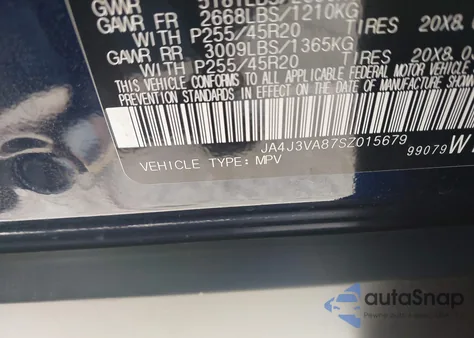 GVWR
GAWR FR 2668LBS/1210KG
WITH P255/45R20 TIRES 20X8.
GAWR RR 3009LBS/1365KG
WITH P255/45R20 TIRES 20X8.
THIS VEHICLE CONFORMS TO ALL APPLICABLE FEDERAL MOTOR VEHICLE
PREVENTION STANDARDS IN EFFECT ON THE DATE OF MANUFACTURE
JA4J3VA87SZ015679
99079
VEHICLE TYPE: MPV
autoSnap